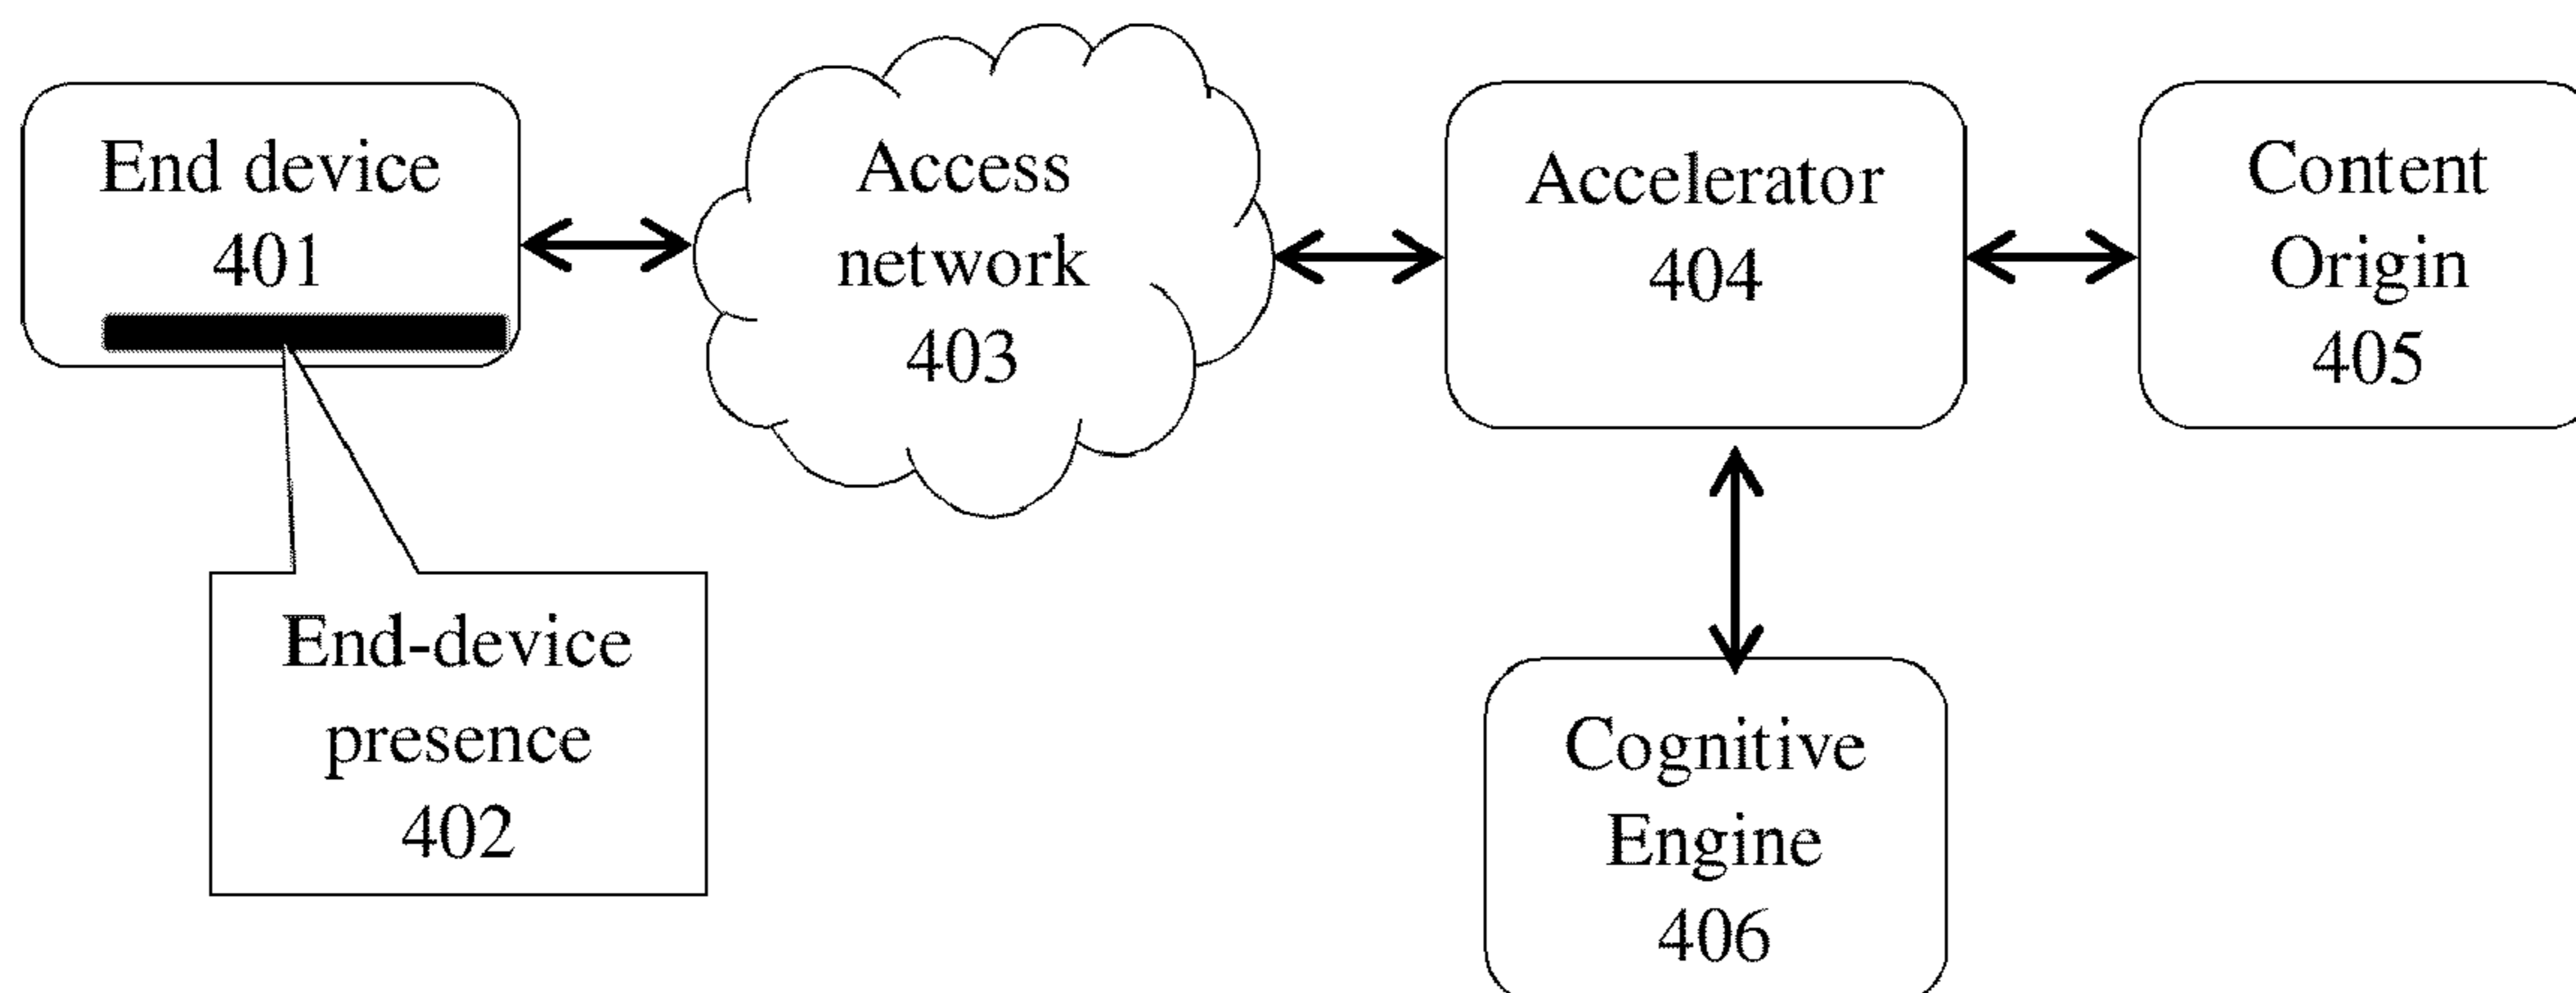 End device
401
Access
network
403
Accelerator
404
Content
Origin
405
End-device
presence
402
Cognitive
Engine
406